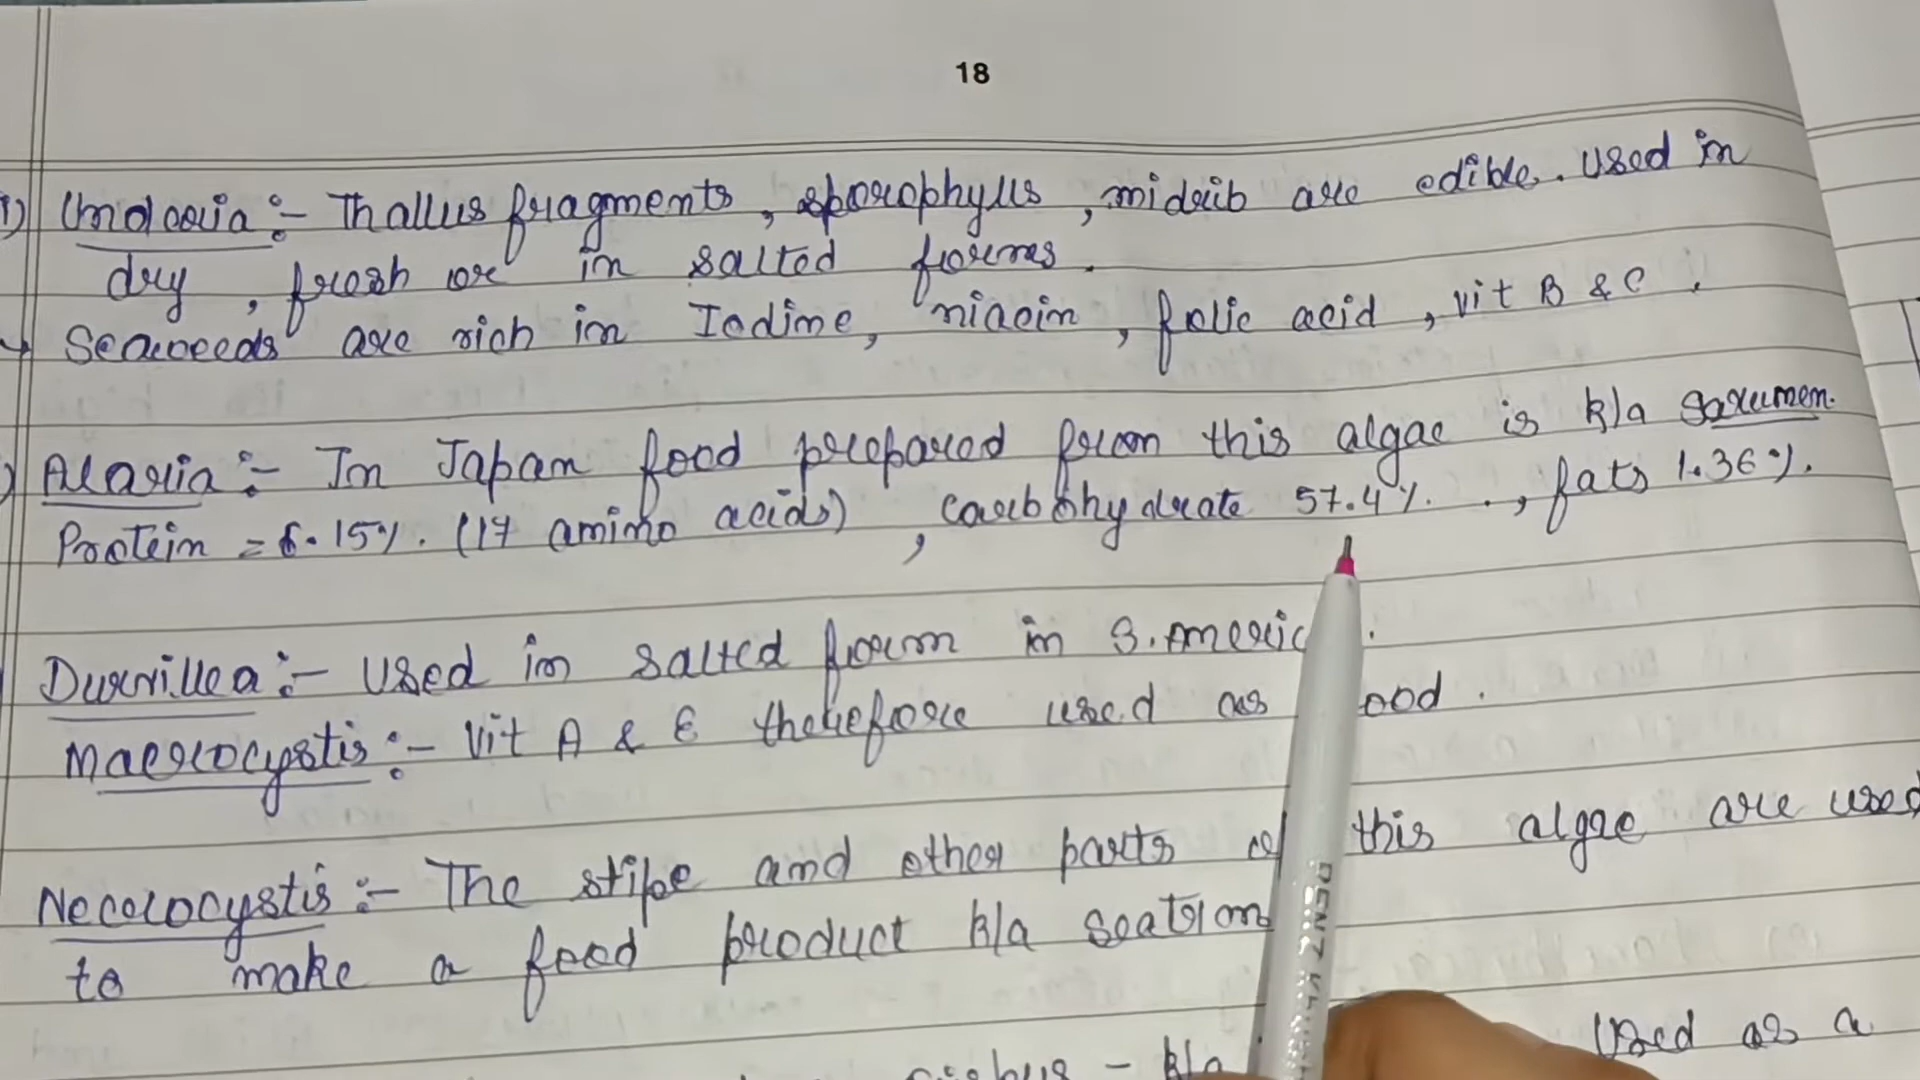 18
1) Undaria :- Thallus fragments, sporophylls, midrib are edible. Used in
dry, fresh or in salted forms.
→ Seaweeds are rich in Iodine, niacin, folic acid, vit B & C.
Alaria :- In Japan food prepared from this algae is k/a Sarumen.
Protein = 6.15%. (17 amino acids), carbohydrate 57.4%., fats 1.36%.
Durvillea :- Used in salted form in S.Americ
Macrocystis :- Vit A & E therefore used as ood.
Necolocystis :- The stipe and other parts of this algae are used
to make a food product k/a seatron
- k/a Used as a